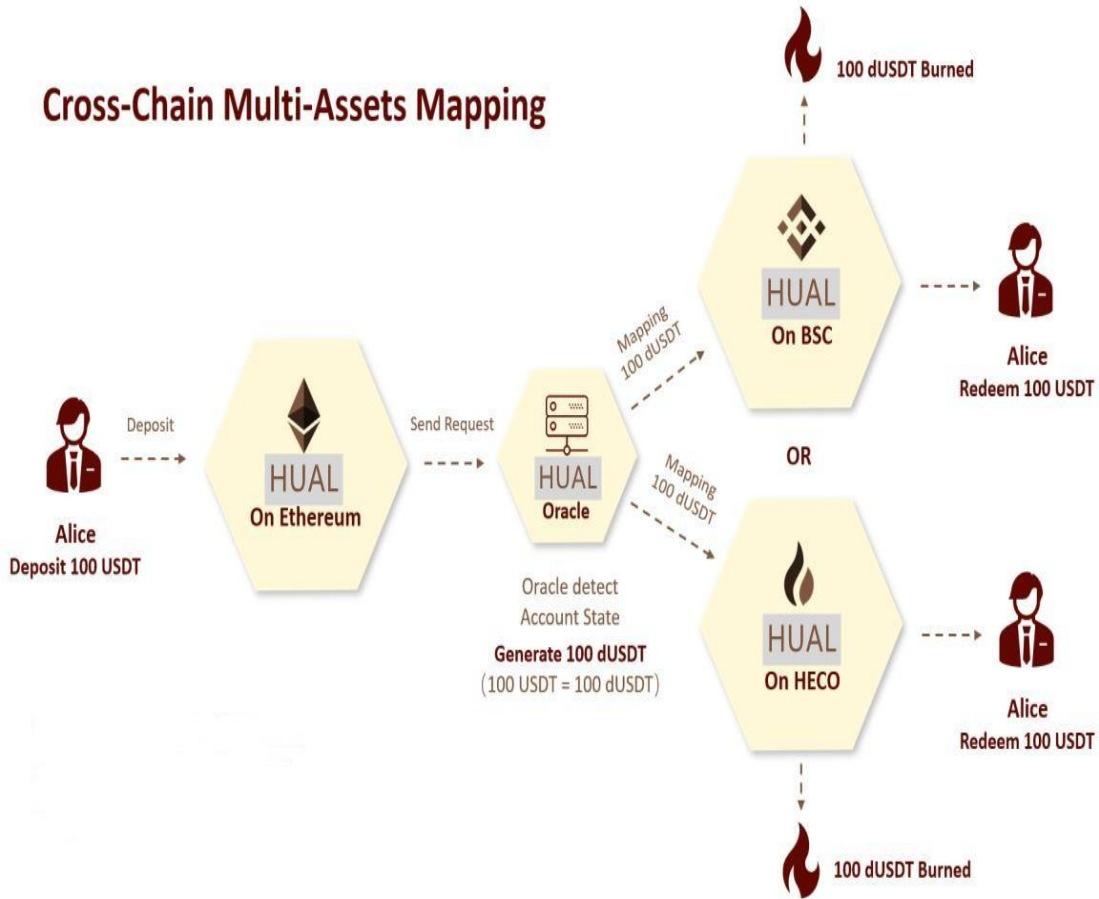 Cross-Chain Multi-Assets Mapping
100 dUSDT Burned
HUAL
On BSC
Alice
Redeem 100 USDT
Mapping
100 dUSDT
OR
Deposit
Alice
Deposit 100 USDT
HUAL
On Ethereum
Send Request
HUAL
Oracle
Oracle detect
Account State
Generate 100 dUSDT
(100 USDT = 100 dUSDT)
Mapping
100 dUSDT
HUAL
On HECO
Alice
Redeem 100 USDT
100 dUSDT Burned